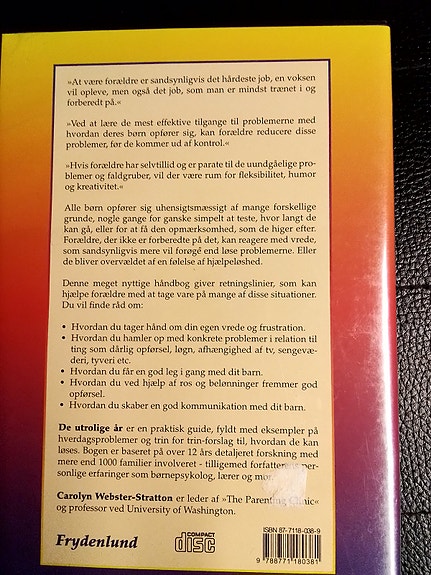 »At være forældre er sandsynligvis det hårdeste job, en voksen
vil opleve, men også det job, som man er mindst trænet i og
forberedt på.«
»Ved at lære de mest effektive tilgange til problemerne med
hvordan deres børn opfører sig, kan forældre reducere disse
problemer, før de kommer ud af kontrol.«
»Hvis forældre har selvtillid og er parate til de uundgåelige pro-
blemer og faldgruber, vil der være rum for fleksibilitet, humor
og kreativitet.«
Alle børn opfører sig uhensigtsmæssigt af mange forskellige
grunde, nogle gange for ganske simpelt at teste, hvor langt de
kan gå, eller for at få den opmærksomhed, som de higer efter.
Forældre, der ikke er forberedte på det, kan reagere med vrede,
som sandsynligvis mere vil forøge end løse problemerne. Eller
de bliver overvældet af en følelse af hjælpeløshed.
Denne meget nyttige håndbog giver retningslinier, som kan
hjælpe forældre med at tage vare på mange af disse situationer.
Du vil finde råd om:
• Hvordan du tager hånd om din egen vrede og frustration.
• Hvordan du hamler op med konkrete problemer i relation til
ting som dårlig opførsel, løgn, afhængighed af tv, sengevæ-
deri, tyveri etc.
• Hvordan du får en god leg i gang med dit barn.
• Hvordan du ved hjælp af ros og belønninger fremmer god
opførsel.
• Hvordan du skaber en god kommunikation med dit barn.
De utrolige år er en praktisk guide, fyldt med eksempler på
hverdagsproblemer og trin for trin-forslag til, hvordan de kan
løses. Bogen er baseret på over 12 års detaljeret forskning med
mere end 1000 familier involveret - tilligemed forfatterens per-
sonlige erfaringer som børnepsykolog, lærer og mor.
Carolyn Webster-Stratton er leder af »The Parenting Clinic«
og professor ved University of Washington.
Frydenlund
COMPACT
disc
ISBN 87-7118-038-9
9 788771 180381